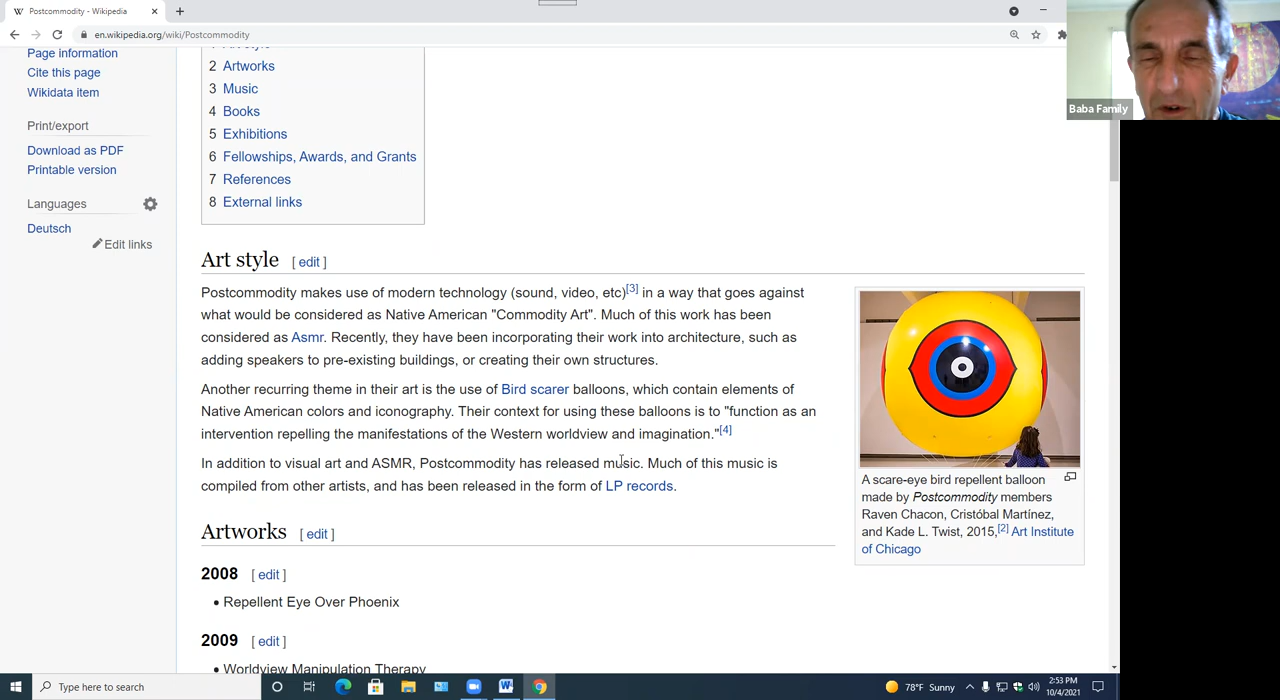 Postcommodity - Wikipedia
en.wikipedia.org/wiki/Postcommodity
Baba Family
Page information
Cite this page
Wikidata item
Print/export
Download as PDF
Printable version
Languages
Deutsch
Edit links
2 Artworks
3 Music
4 Books
5 Exhibitions
6 Fellowships, Awards, and Grants
7 References
8 External links
Art style [ edit ]
Postcommodity makes use of modern technology (sound, video, etc)[3] in a way that goes against
what would be considered as Native American "Commodity Art". Much of this work has been
considered as Asmr. Recently, they have been incorporating their work into architecture, such as
adding speakers to pre-existing buildings, or creating their own structures.
Another recurring theme in their art is the use of Bird scarer balloons, which contain elements of
Native American colors and iconography. Their context for using these balloons is to "function as an
intervention repelling the manifestations of the Western worldview and imagination."[4]
In addition to visual art and ASMR, Postcommodity has released music. Much of this music is
compiled from other artists, and has been released in the form of LP records.
A scare-eye bird repellent balloon
made by Postcommodity members
Raven Chacon, Cristóbal Martínez,
and Kade L. Twist, 2015,[2] Art Institute
of Chicago
Artworks [ edit ]
2008 [ edit ]
• Repellent Eye Over Phoenix
2009 [ edit ]
• Worldview Manipulation Therapy
Type here to search
78°F Sunny
2:53 PM
10/4/2021